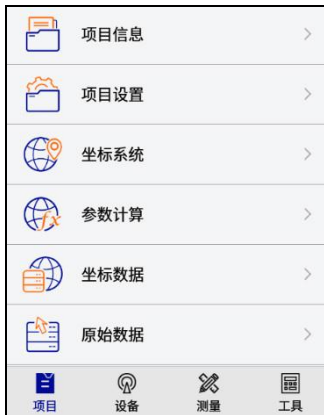 项目信息
项目设置
坐标系统
参数计算
坐标数据
原始数据
项目 设备 测量 工具